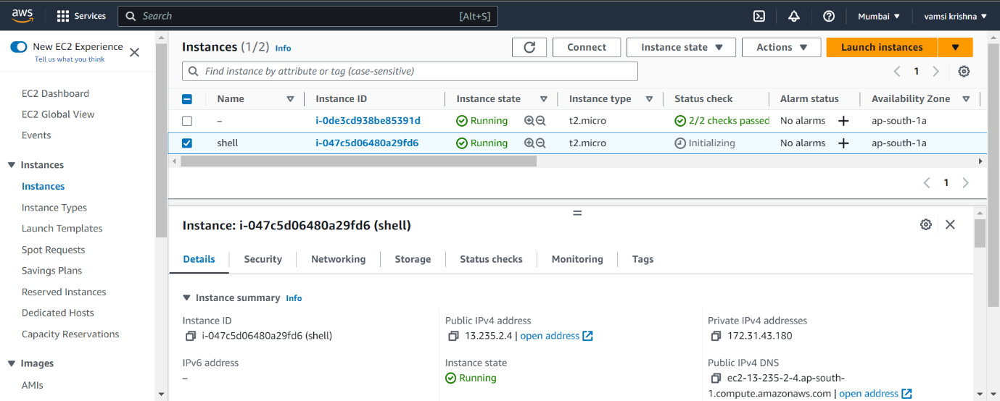 aws Services Search [Alt+S] Mumbai vamsi krishna
New EC2 Experience
Tell us what you think
EC2 Dashboard
EC2 Global View
Events
Instances
Instances
Instance Types
Launch Templates
Spot Requests
Savings Plans
Reserved Instances
Dedicated Hosts
Capacity Reservations
Images
AMIs
Instances (1/2) Info Connect Instance state Actions Launch instances
Find instance by attribute or tag (case-sensitive) 1
Name Instance ID Instance state Instance type Status check Alarm status Availability Zone
– i-0de3cd938be85391d Running t2.micro 2/2 checks passed No alarms + ap-south-1a
shell i-047c5d06480a29fd6 Running t2.micro Initializing No alarms + ap-south-1a
1
Instance: i-047c5d06480a29fd6 (shell)
Details Security Networking Storage Status checks Monitoring Tags
Instance summary Info
Instance ID
i-047c5d06480a29fd6 (shell)
IPv6 address
–
Public IPv4 address
13.235.2.4 | open address
Instance state
Running
Private IPv4 addresses
172.31.43.180
Public IPv4 DNS
ec2-13-235-2-4.ap-south-
1.compute.amazonaws.com | open address